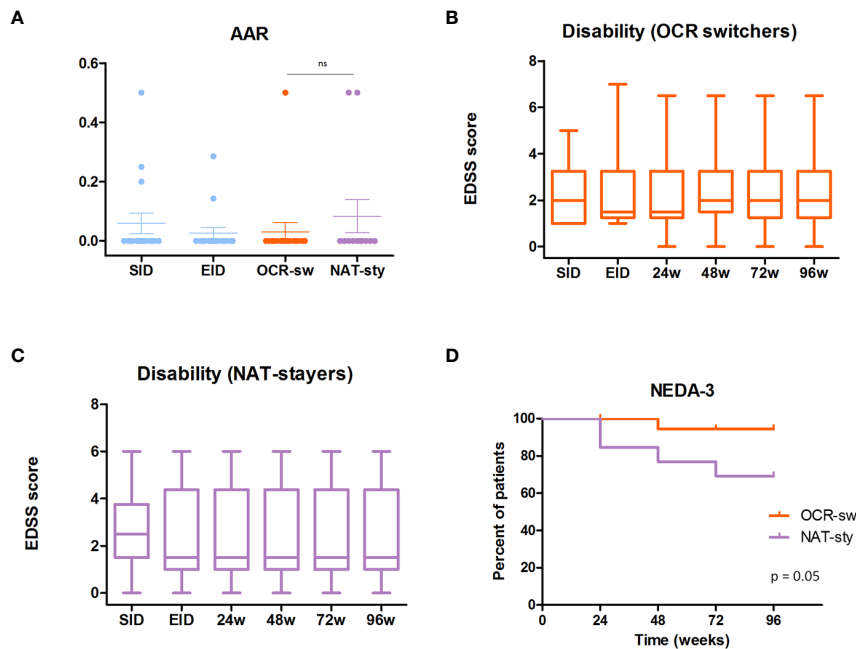 A
AAR
0.6
0.4
0.2
0.0
ns
SID EID OCR-sw NAT-sty
B
Disability (OCR switchers)
EDSS score
8
6
4
2
0
SID EID 24w 48w 72w 96w
C
Disability (NAT-stayers)
EDSS score
8
6
4
2
0
SID EID 24w 48w 72w 96w
D
NEDA-3
Percent of patients
100
80
60
40
20
0
OCR-sw
NAT-sty
p = 0.05
0 24 48 72 96
Time (weeks)